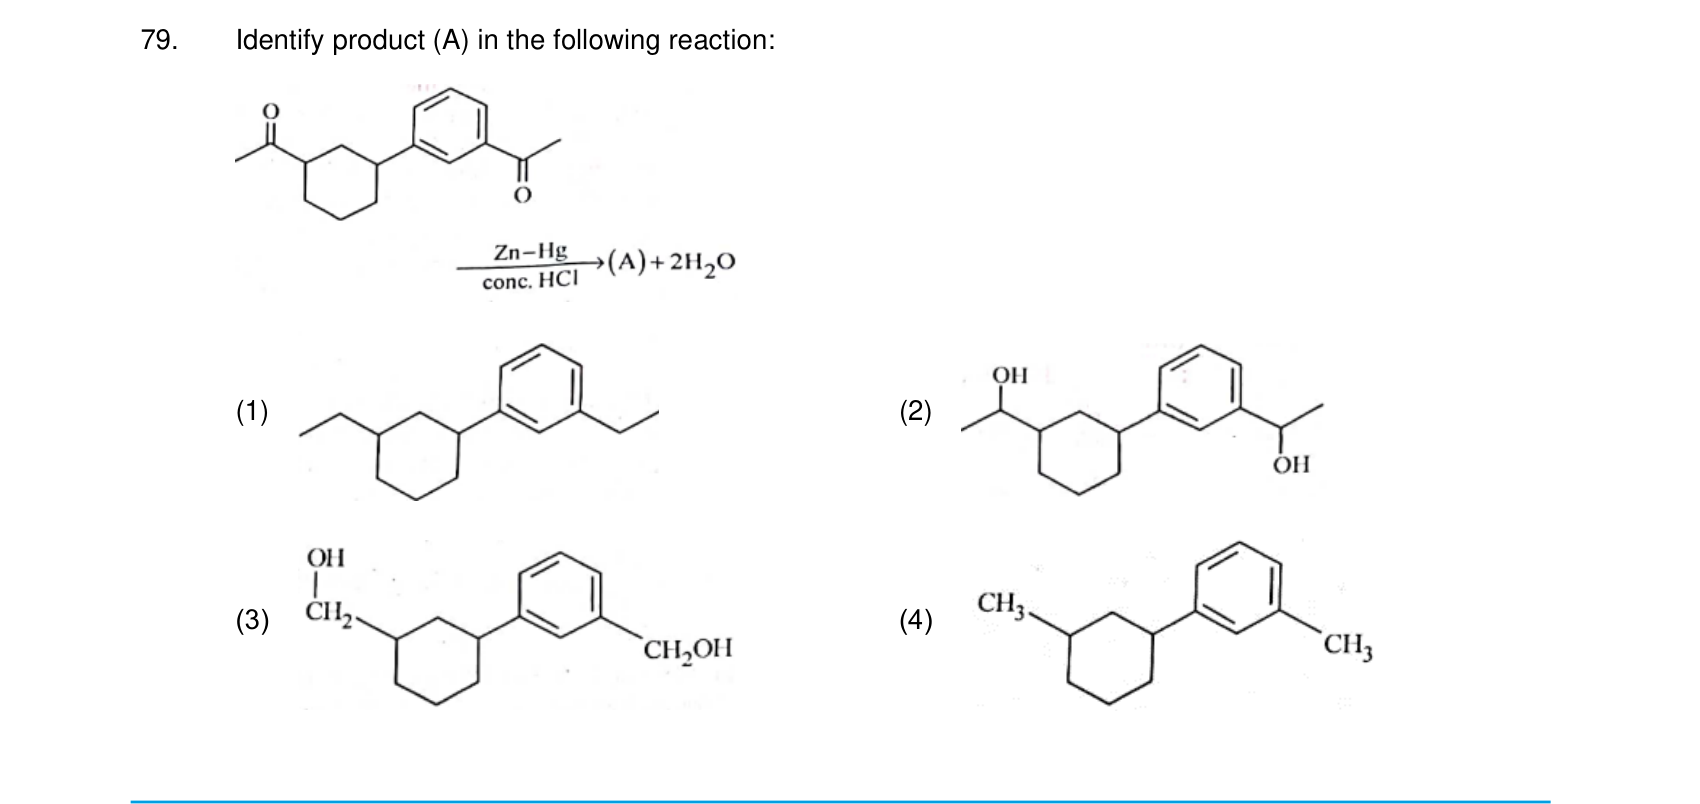 79. Identify product (A) in the following reaction:
O
O
Zn–Hg
conc. HCl
(A) + 2H₂O
(1)
(2)
OH
OH
(3)
OH
CH₂
CH₂OH
(4)
CH₃
CH₃